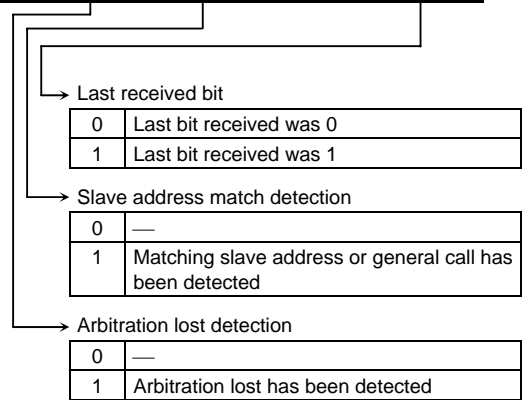 Last received bit
0 Last bit received was 0
1 Last bit received was 1
Slave address match detection
0 —
1 Matching slave address or general call has
been detected
Arbitration lost detection
0 —
1 Arbitration lost has been detected